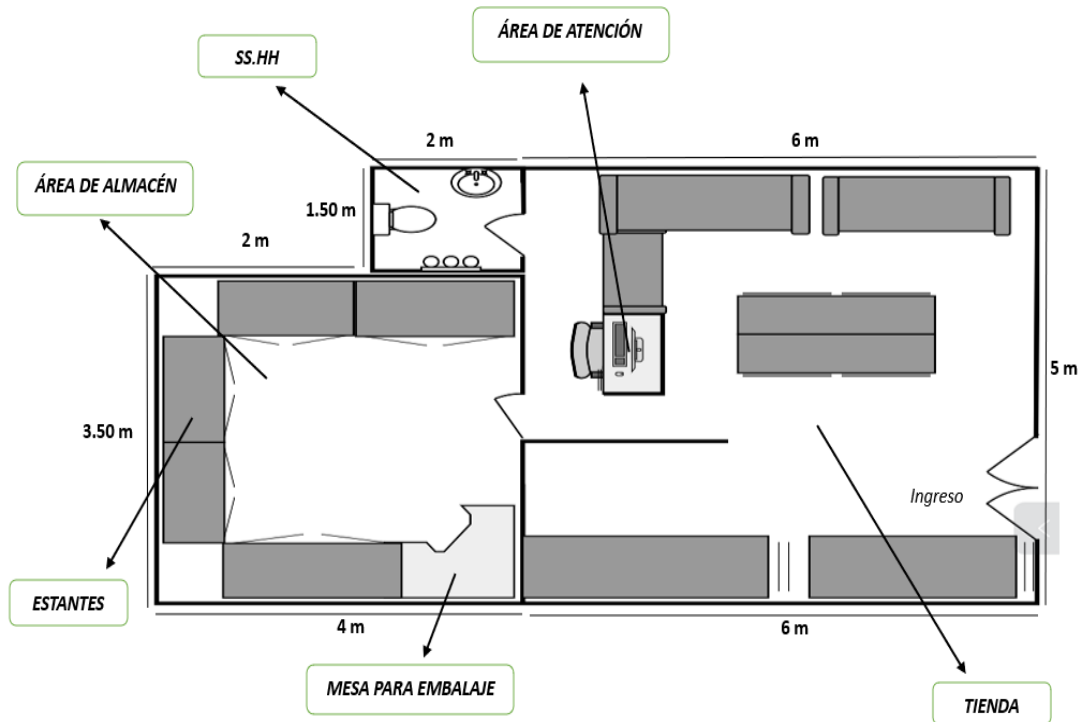 ÁREA DE ATENCIÓN
SS.HH
2 m
6 m
ÁREA DE ALMACÉN
1.50 m
2 m
5 m
3.50 m
Ingreso
ESTANTES
4 m
6 m
MESA PARA EMBALAJE
TIENDA